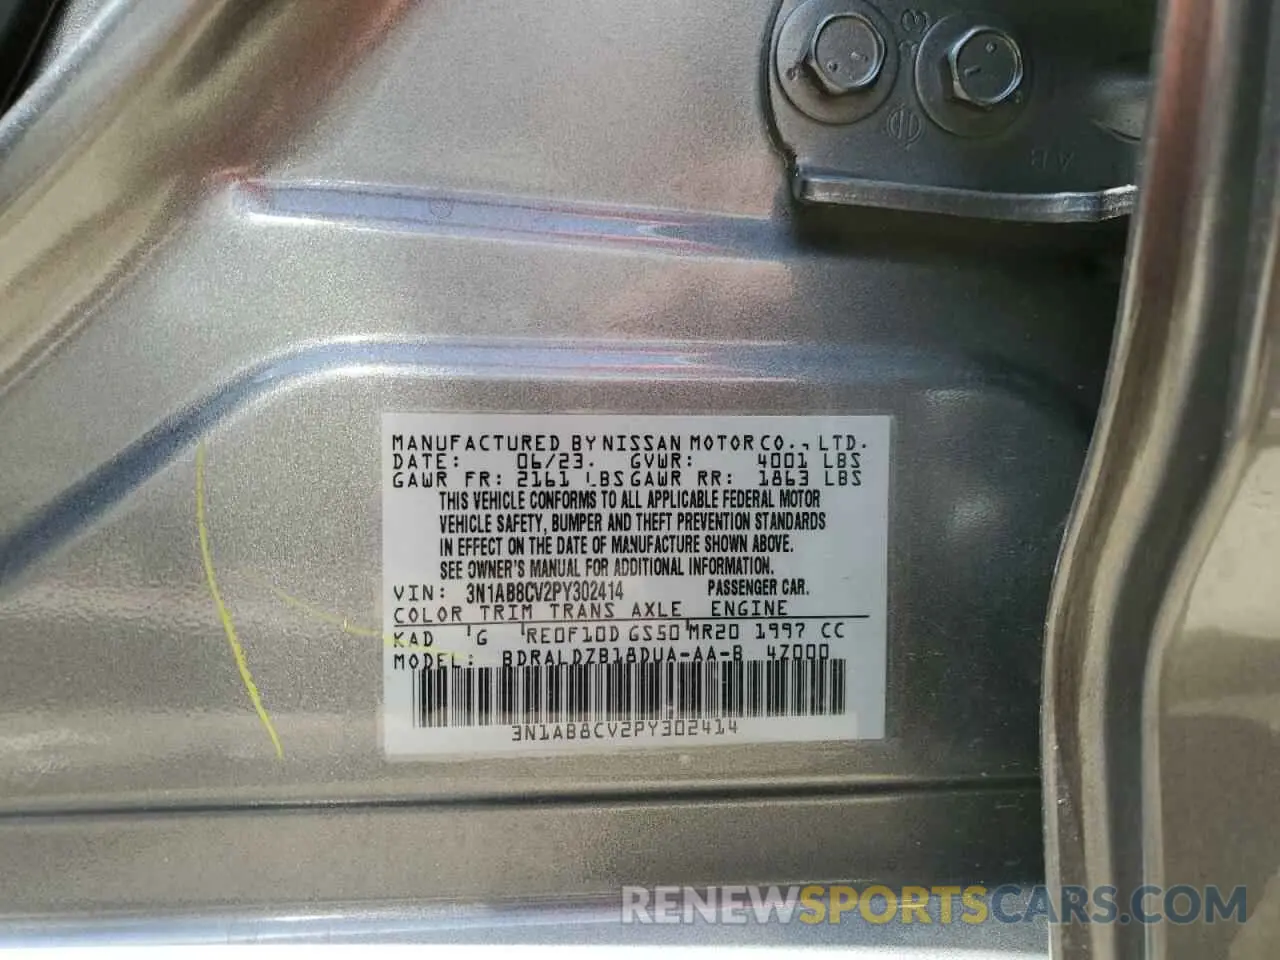 MANUFACTURED BY NISSAN MOTOR CO., LTD.
DATE: 06/23. GVWR: 4001 LBS
GAWR FR: 2161 LBS GAWR RR: 1863 LBS
THIS VEHICLE CONFORMS TO ALL APPLICABLE FEDERAL MOTOR
VEHICLE SAFETY, BUMPER AND THEFT PREVENTION STANDARDS
IN EFFECT ON THE DATE OF MANUFACTURE SHOWN ABOVE.
SEE OWNER'S MANUAL FOR ADDITIONAL INFORMATION.
VIN: 3N1AB8CV2PY302414 PASSENGER CAR.
COLOR TRIM TRANS AXLE ENGINE
KAD G RE0F10D GS50 MR20 1997 CC
MODEL: BDRALDZB18DUA-AA-B 4Z000
3N1AB8CV2PY302414
RENEWSPORTSCARS.COM